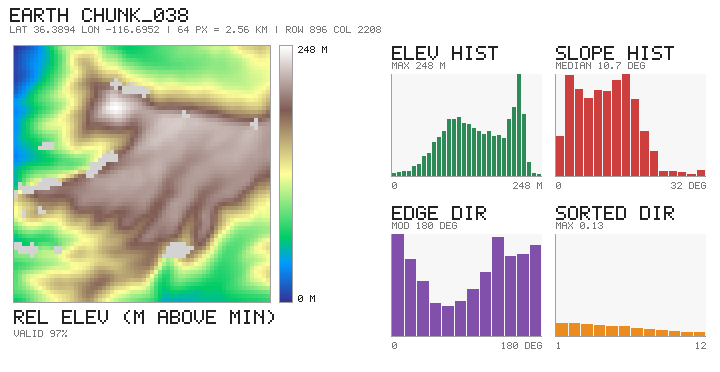 EARTH CHUNK_038
LAT 36.3894 LON -116.6952 | 64 PX = 2.56 KM | ROW 896 COL 2208
248 M
0 M
REL ELEV (M ABOVE MIN)
VALID 97%
ELEV HIST
MAX 248 M
0 248 M
SLOPE HIST
MEDIAN 10.7 DEG
0 32 DEG
EDGE DIR
MOD 180 DEG
0 180 DEG
SORTED DIR
MAX 0.13
1 12